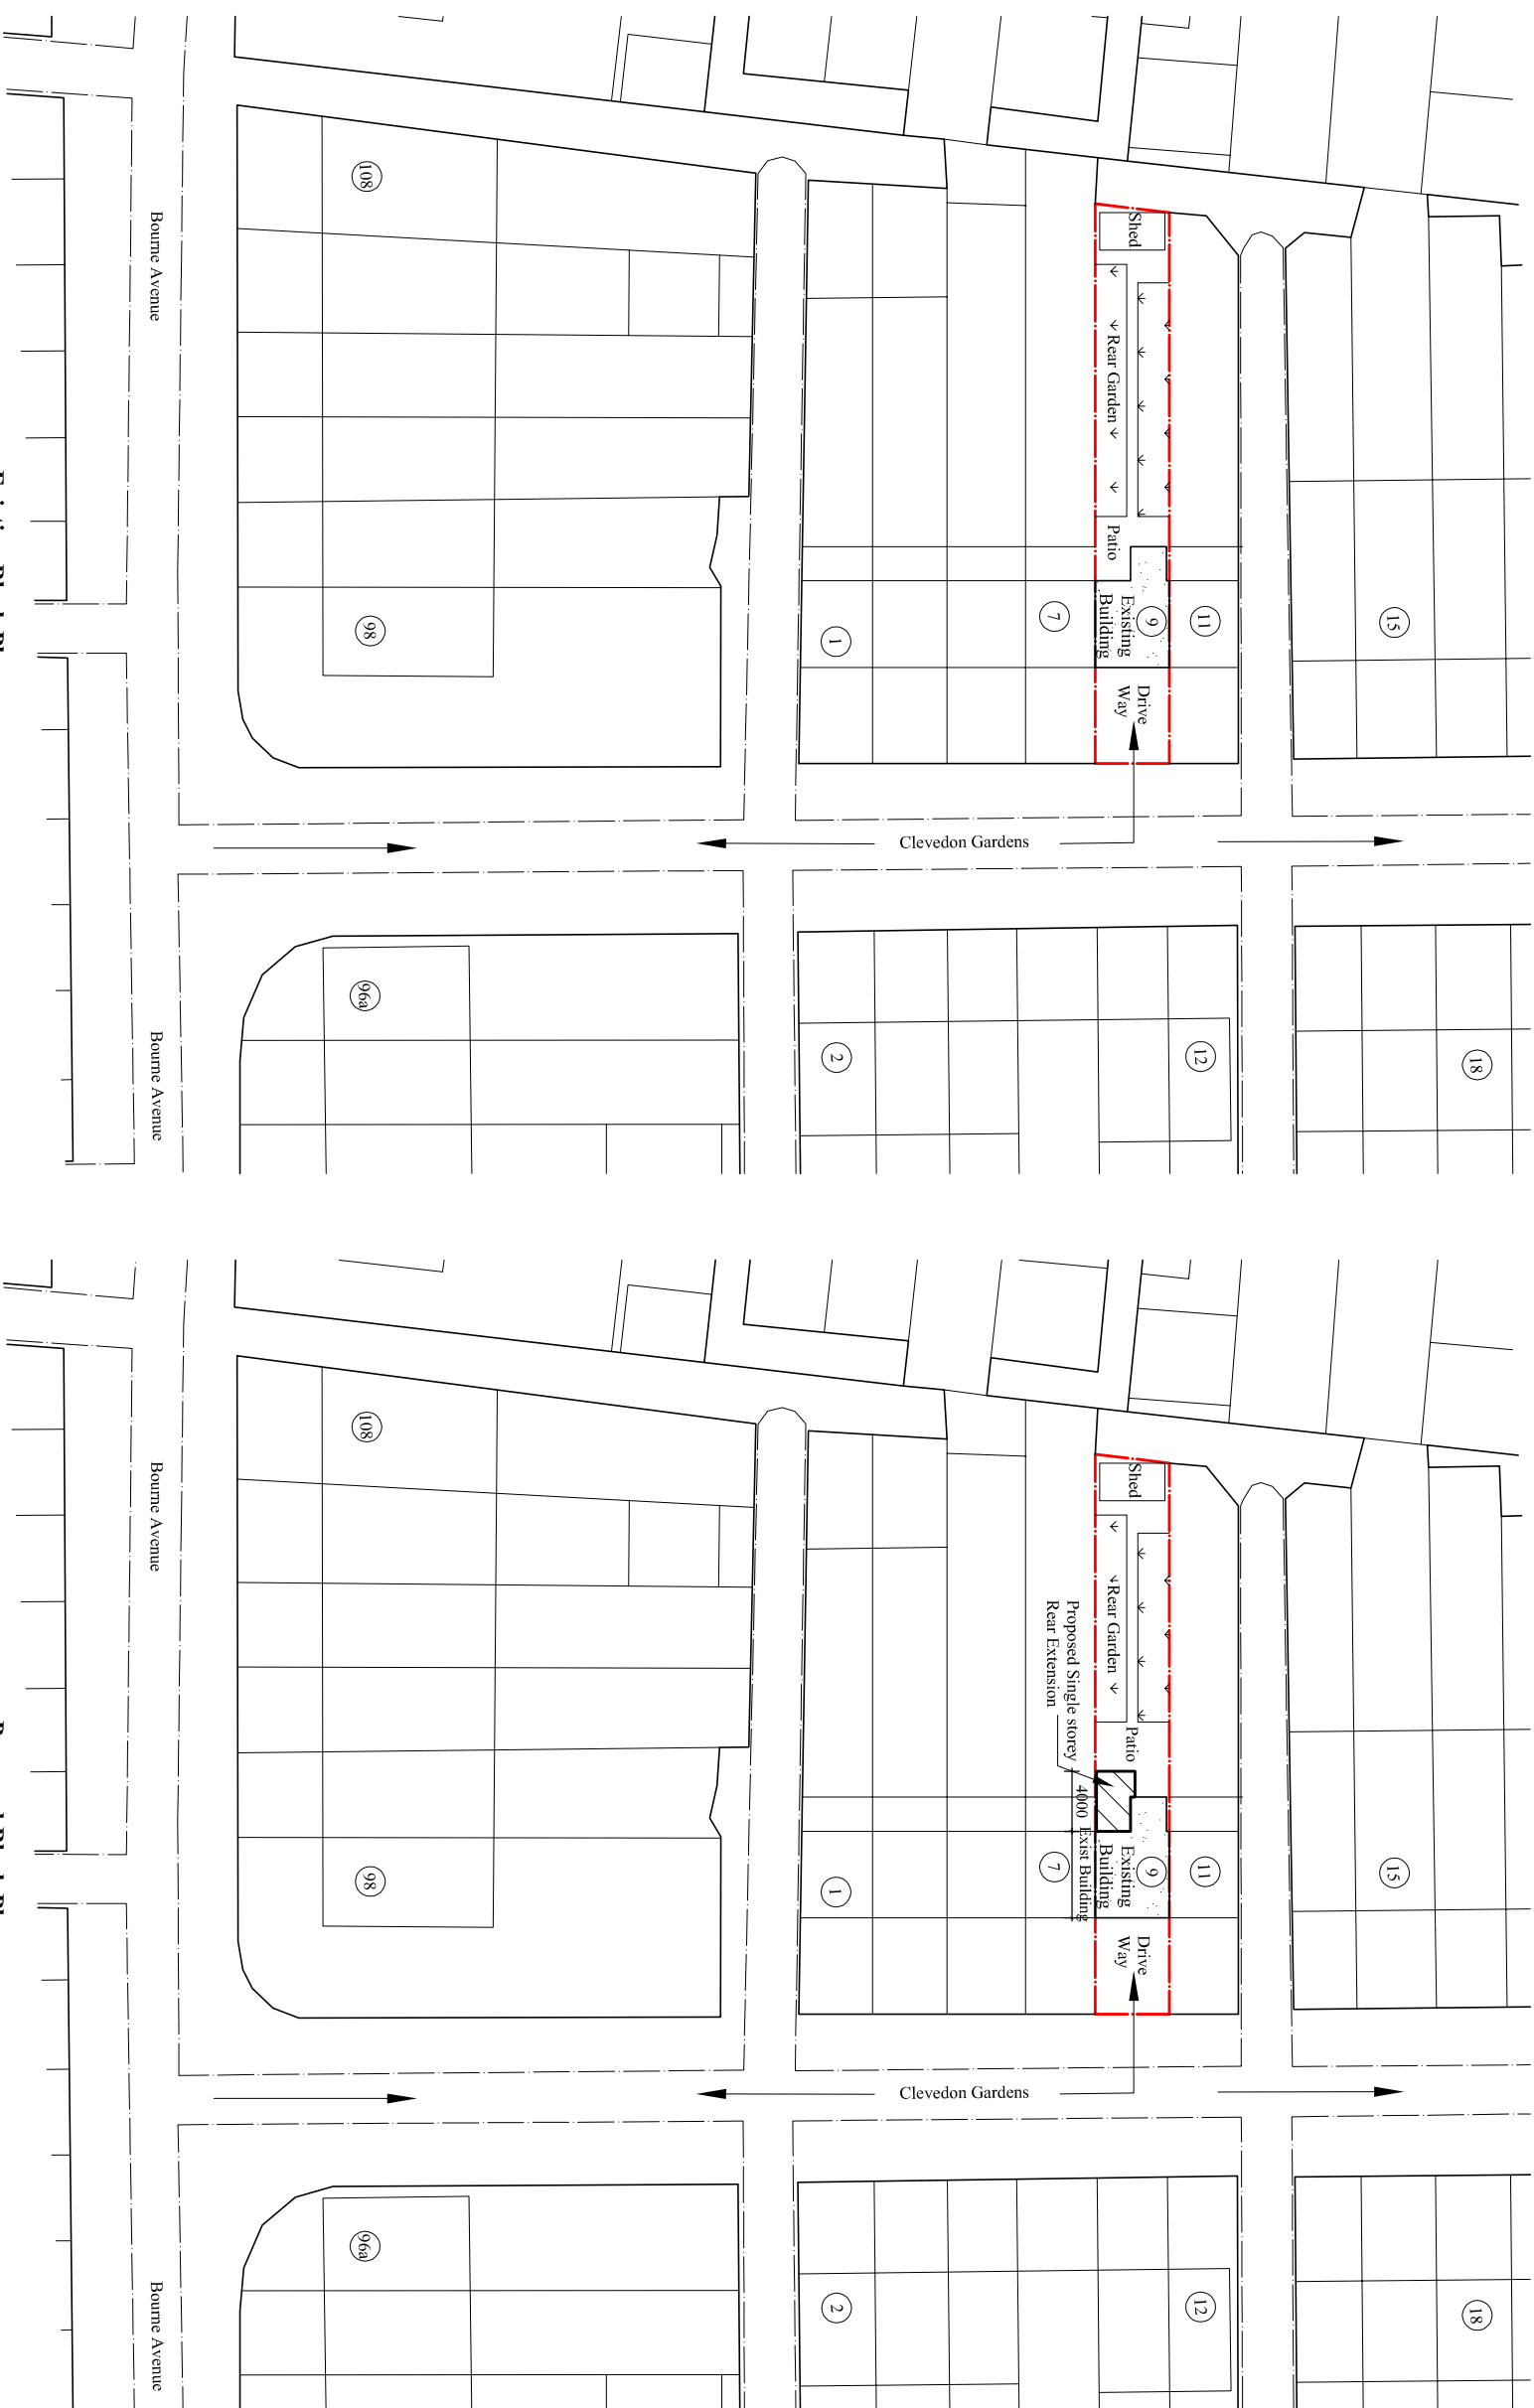 108
Bourne Avenue
Shed
Rear Garden
Patio
Existing
Building
9
11
7
1
15
98
Drive
Way
Clevedon Gardens
96a
2
12
18
Bourne Avenue
108
Bourne Avenue
Shed
Rear Garden
Proposed Single storey
Rear Extension
Patio
4000
Exist Building
Existing
Building
9
11
7
1
15
98
Drive
Way
Clevedon Gardens
96a
2
12
18
Bourne Avenue